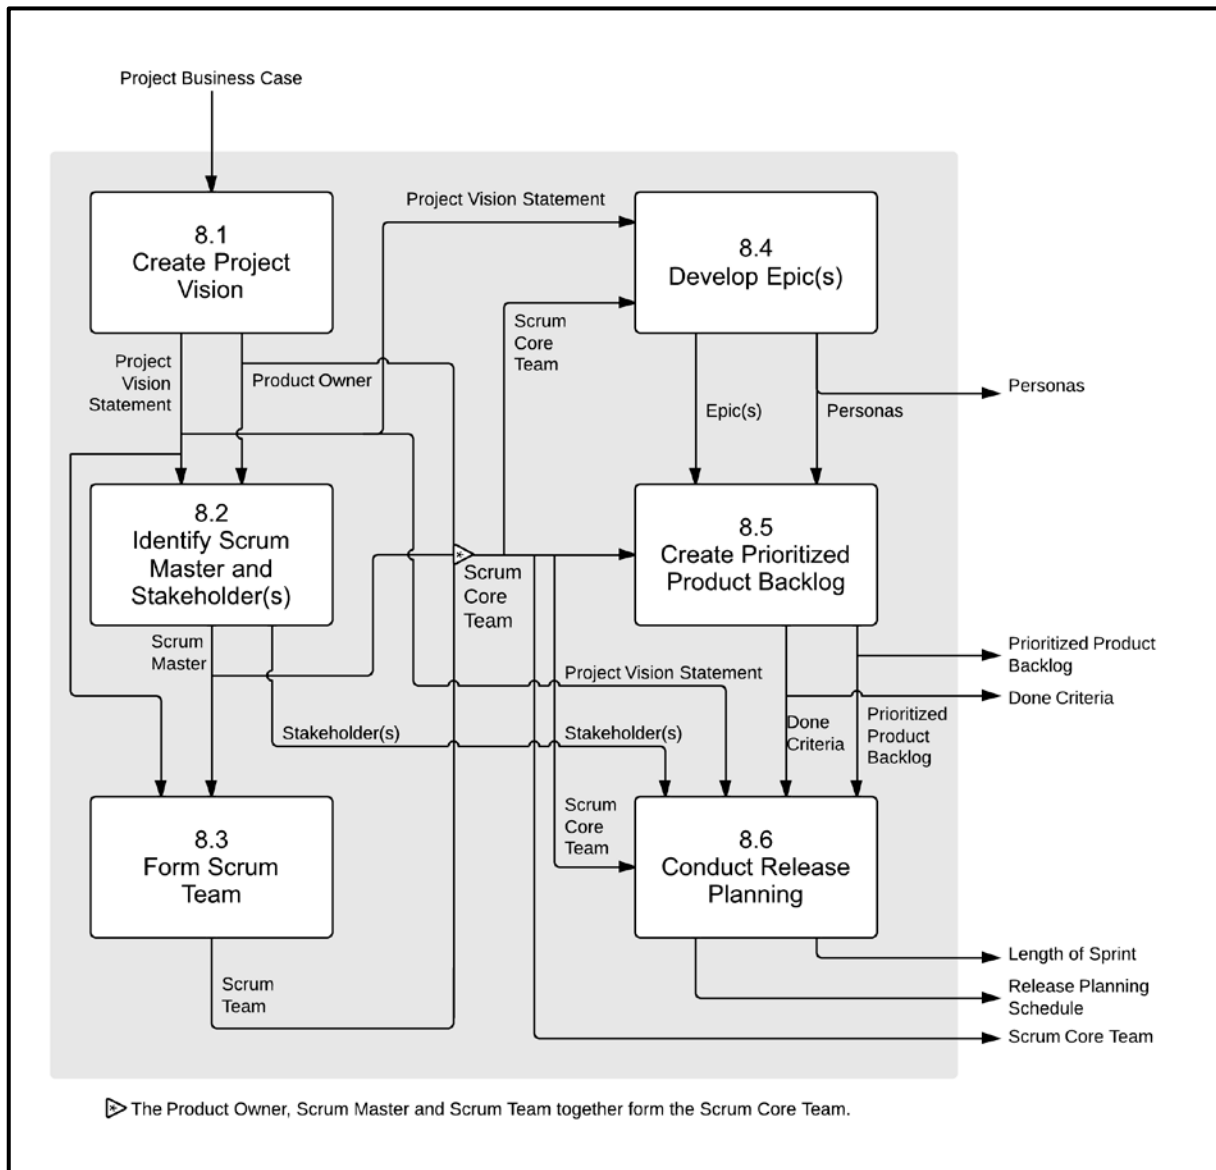 Project Business Case
8.1
Create Project
Vision
Project Vision Statement
8.4
Develop Epic(s)
Scrum
Core
Team
Project
Vision
Statement
Product Owner
Epic(s)
Personas
Personas
8.2
Identify Scrum
Master and
Stakeholder(s)
Scrum
Core
Team
8.5
Create Prioritized
Product Backlog
Scrum
Master
Project Vision Statement
Prioritized Product
Backlog
Done Criteria
Stakeholder(s)
Stakeholder(s)
Done
Criteria
Prioritized
Product
Backlog
8.3
Form Scrum
Team
Scrum
Core
Team
8.6
Conduct Release
Planning
Scrum
Team
Length of Sprint
Release Planning
Schedule
Scrum Core Team
The Product Owner, Scrum Master and Scrum Team together form the Scrum Core Team.